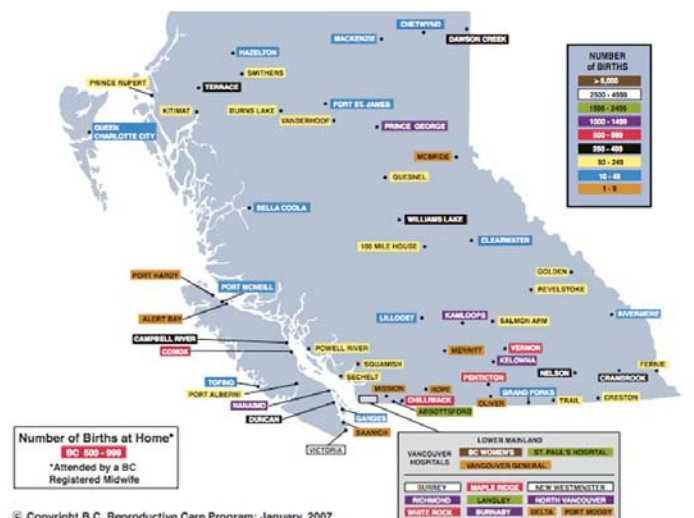 CHETWYND
MACKENZIE
DAWSON CREEK
HAZELTON
SMITHERS
PRINCE RUPERT
TERRACE
KITIMAT
BURNS LAKE
FORT ST. JAMES
VANDERHOOF
PRINCE GEORGE
QUEEN
CHARLOTTE CITY
MCBRIDE
QUESNEL
BELLA COOLA
WILLIAMS LAKE
100 MILE HOUSE
CLEARWATER
GOLDEN
REVELSTOKE
PORT HARDY
PORT MCNEILL
ALERT BAY
LILLOOET
KAMLOOPS
SALMON ARM
INVERMERE
CAMPBELL RIVER
COMOX
POWELL RIVER
MERRITT
VERNON
KELOWNA
SQUAMISH
SECHELT
FERNIE
NELSON
CRANBROOK
TOFINO
PORT ALBERNI
PENTICTON
MISSION
HOPE
GRAND FORKS
NANAIMO
CHILLIWACK
OLIVER
TRAIL
CRESTON
ABBOTTSFORD
DUNCAN
GANGES
SAANICH
VICTORIA
NUMBER
of BIRTHS
> 5,000
2500 - 4999
1500 - 2499
1000 - 1499
500 - 999
250 - 499
50 - 249
10 - 49
1 - 9
Number of Births at Home*
BC 500 - 999
*Attended by a BC
Registered Midwife
LOWER MAINLAND
VANCOUVER
HOSPITALS
BC WOMEN'S
ST. PAUL'S HOSPITAL
VANCOUVER GENERAL
SURREY MAPLE RIDGE NEW WESTMINSTER
RICHMOND LANGLEY NORTH VANCOUVER
WHITE ROCK BURNABY DELTA PORT MOODY
© Copyright B.C. Reproductive Care Program: January, 2007